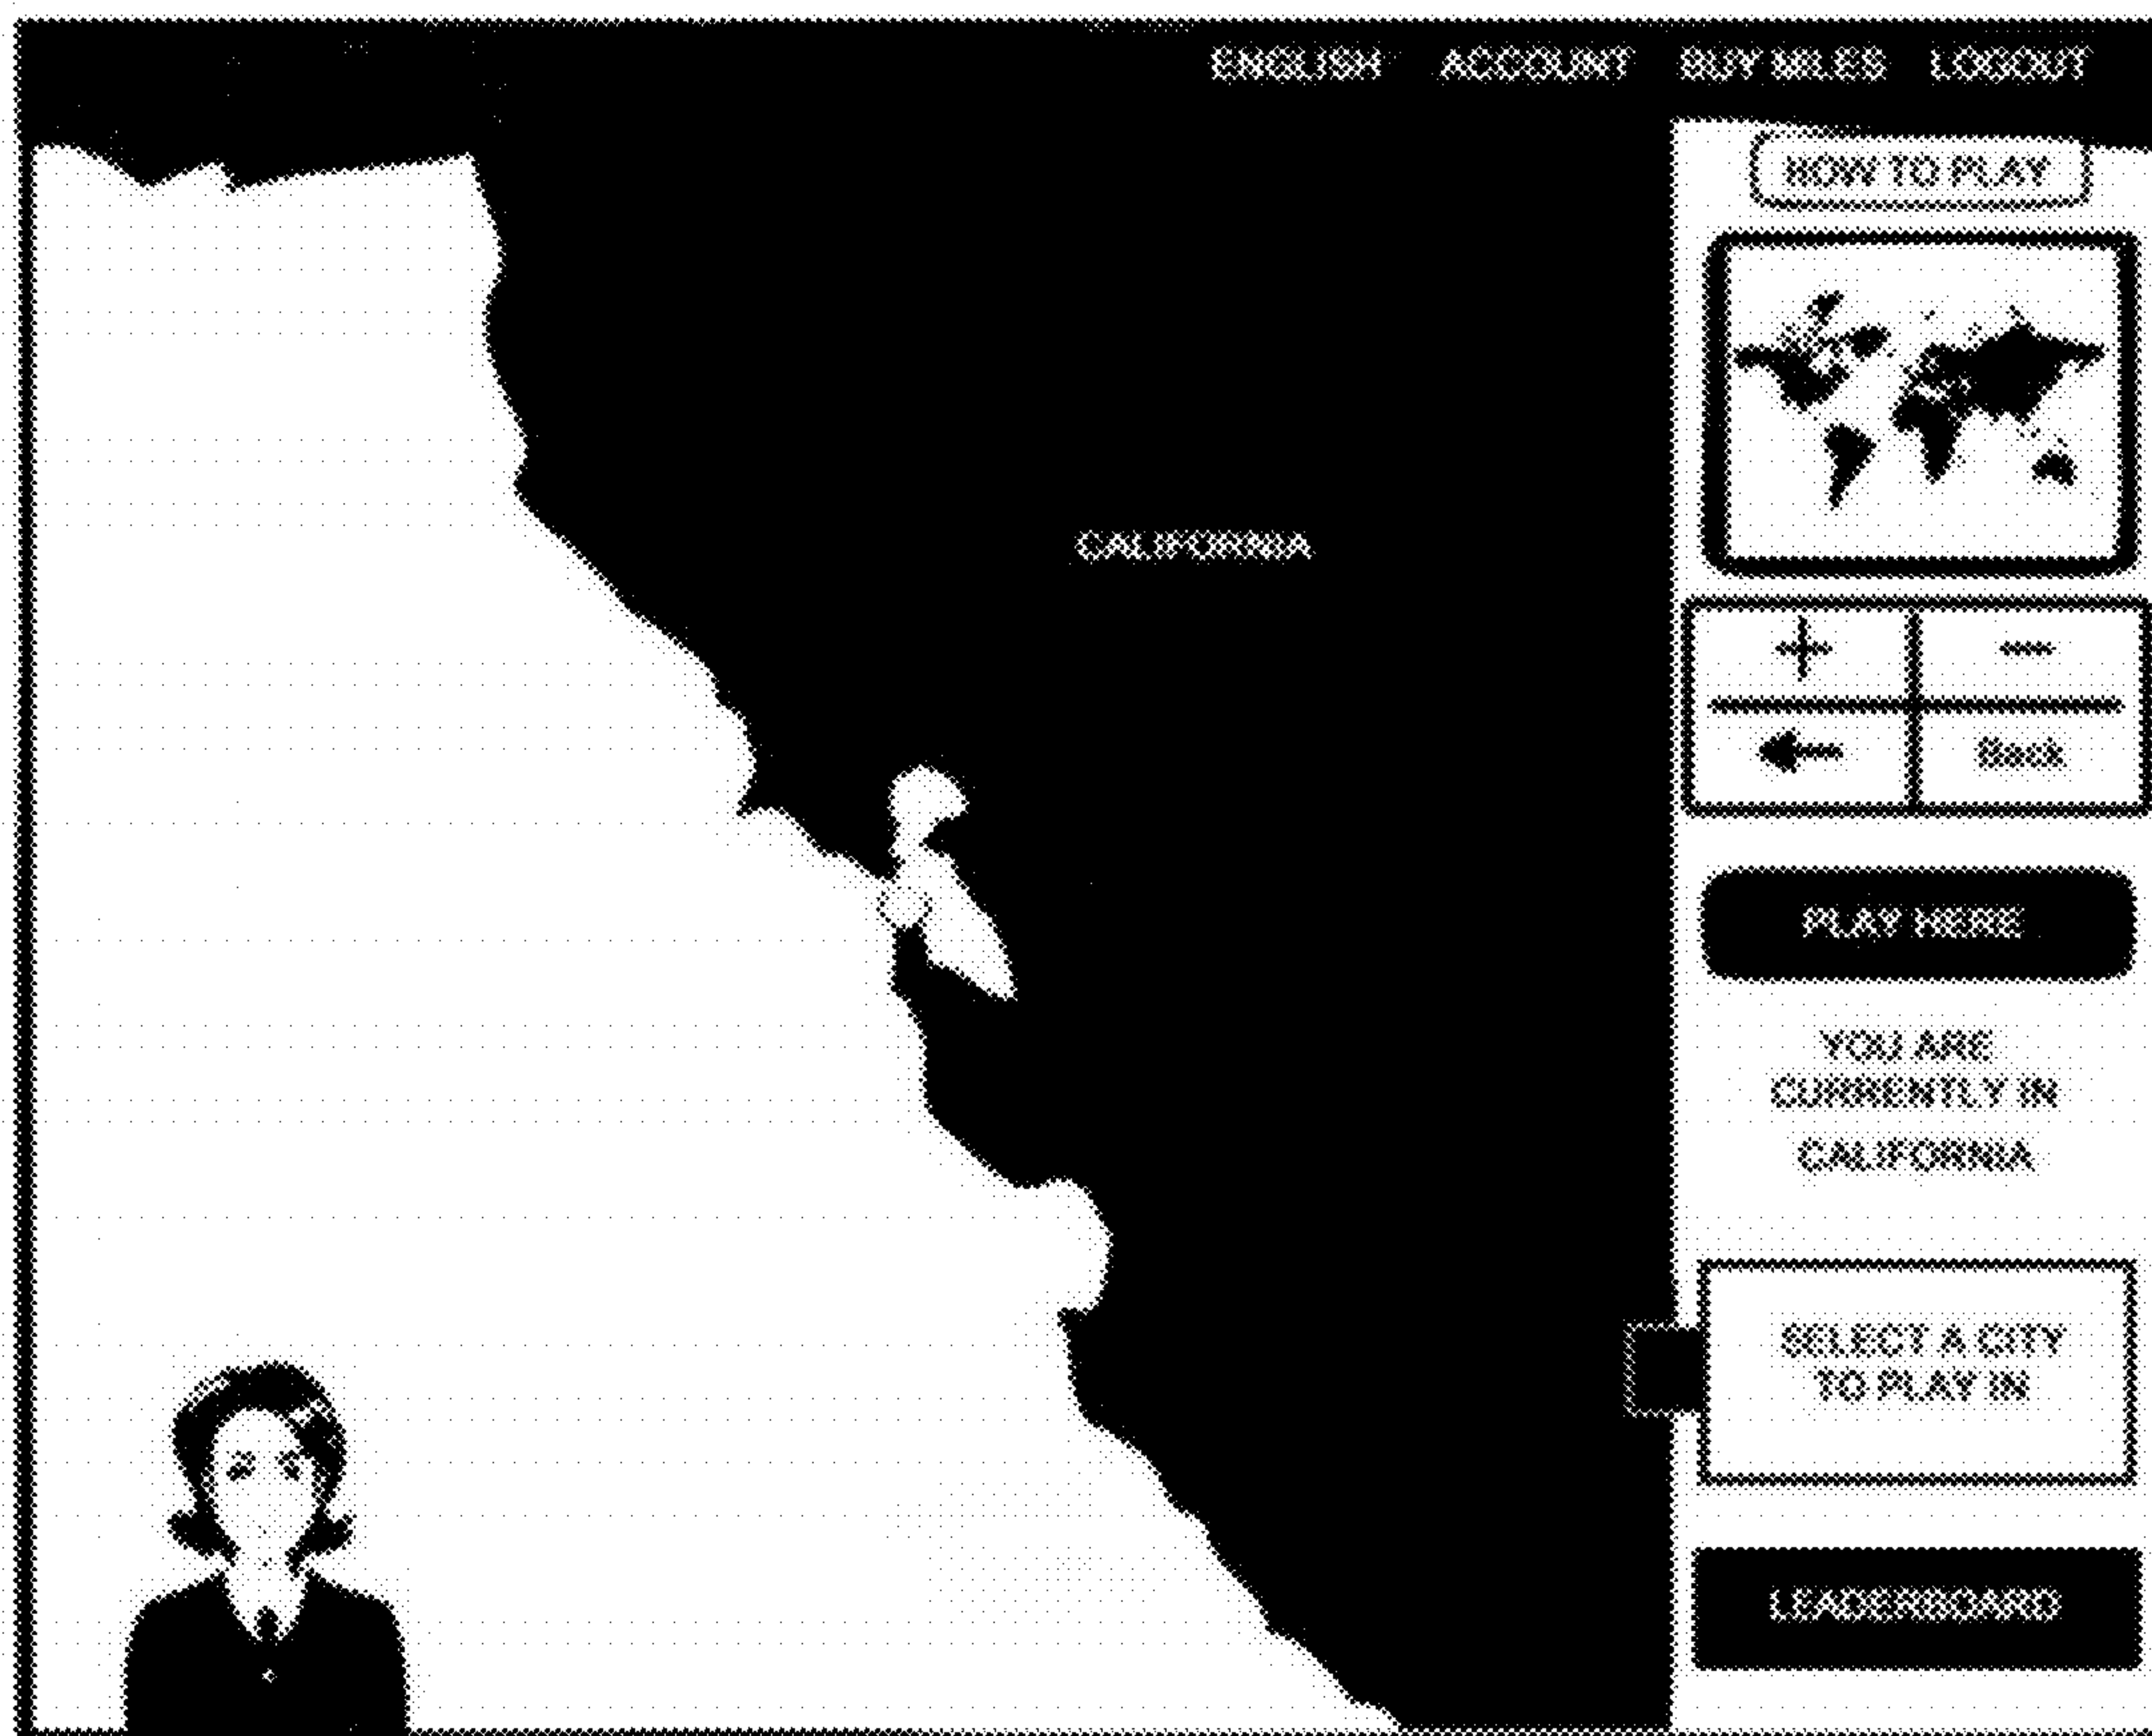 ENGLISH ACCOUNT BUY MILES LOGOUT
HOW TO PLAY
CALIFORNIA
+ −
← Back
PLAY HERE
YOU ARE
CURRENTLY IN
CALIFORNIA
SELECT A CITY
TO PLAY IN
LEADERBOARD